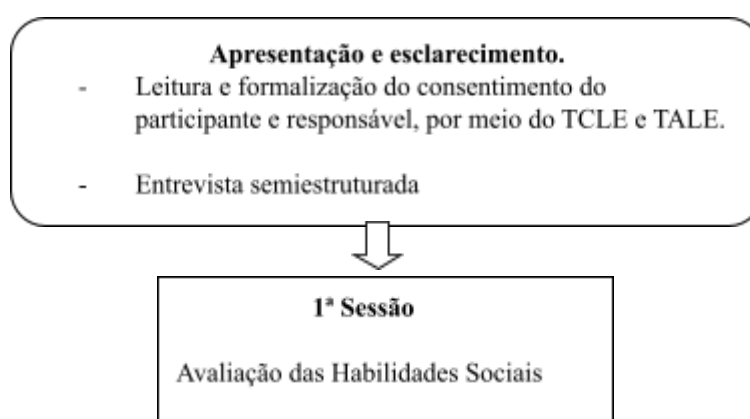 Apresentação e esclarecimento.
- Leitura e formalização do consentimento do
participante e responsável, por meio do TCLE e TALE.
- Entrevista semiestruturada
1ª Sessão
Avaliação das Habilidades Sociais